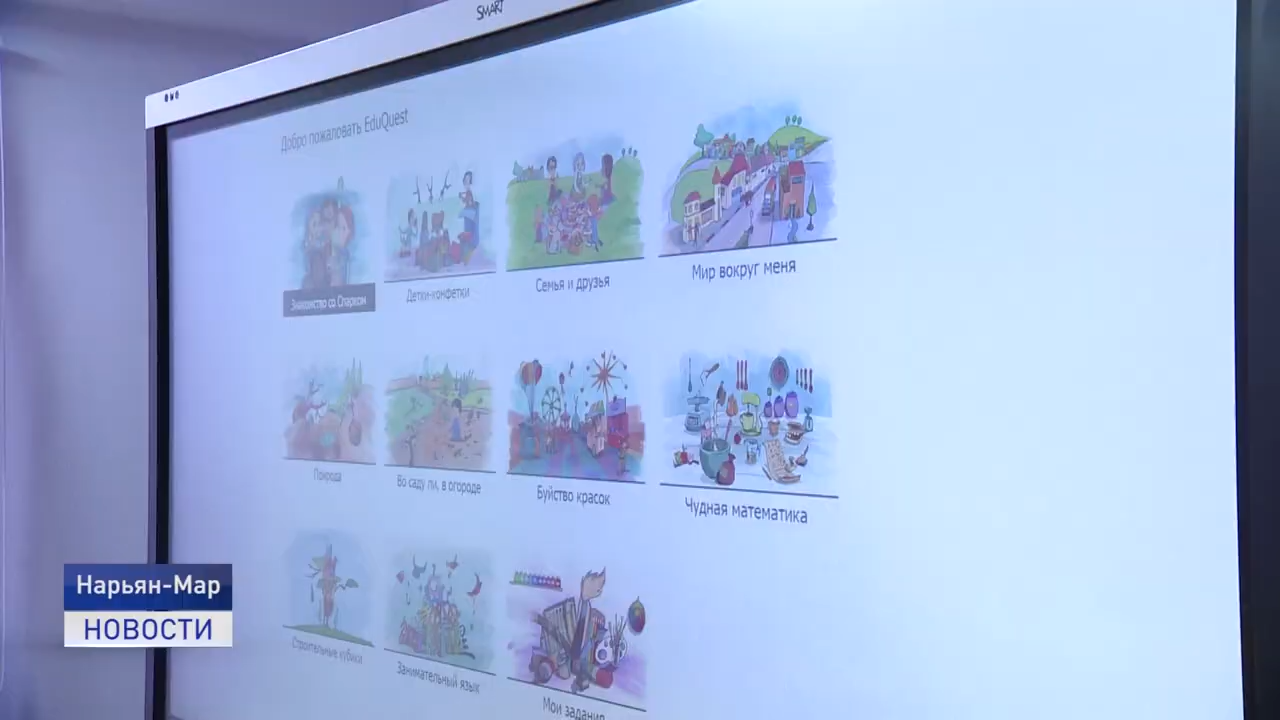 SMART
Добро пожаловать EduQuest
Знакомство со Спарком
Детки-конфетки
Семья и друзья
Мир вокруг меня
Природа
Во саду ли, в огороде
Буйство красок
Чудная математика
Строительные кубики
Занимательный язык
Мои задания
Нарьян-Мар
НОВОСТИ